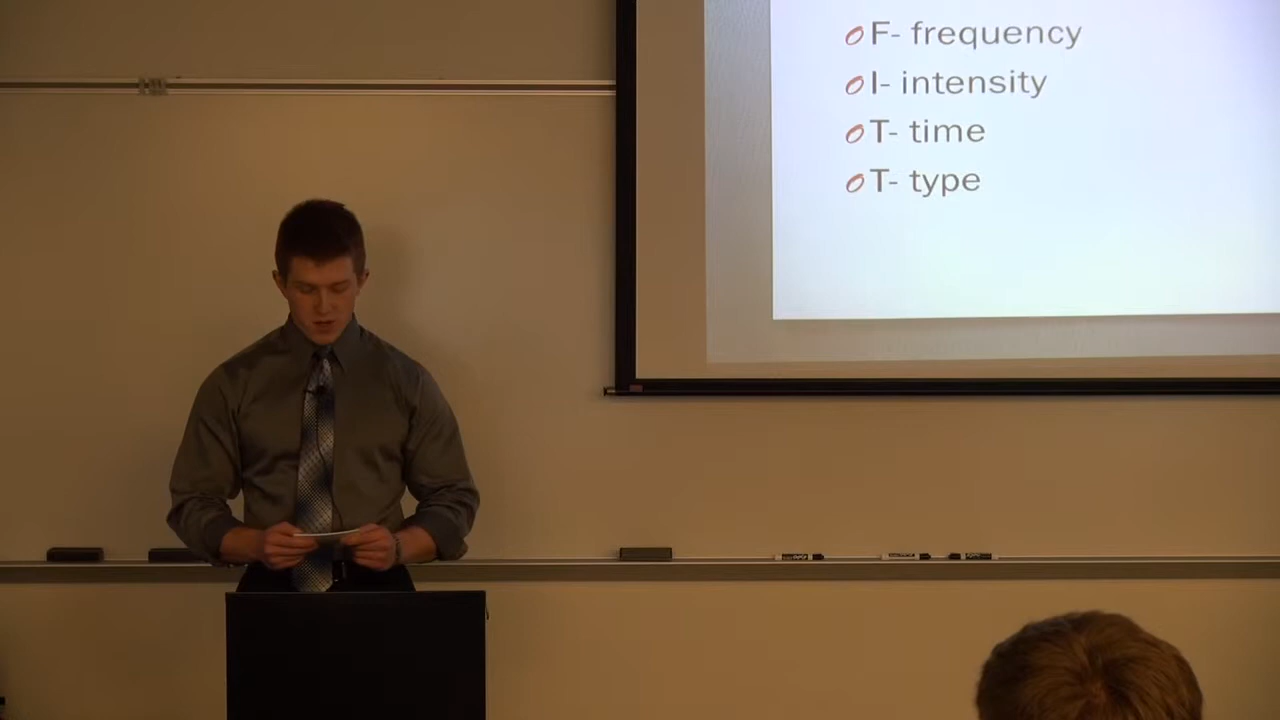 F- frequency
I- intensity
T- time
T- type